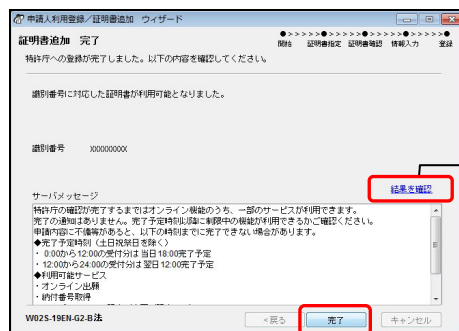 申請人利用登録／証明書追加　ウィザード
証明書追加　完了
●>>>>>●>>>>>●>>>>>●>>>>>●
開始　証明書指定　証明書確認　情報入力　登録
特許庁への登録が完了しました。以下の内容を確認してください。
識別番号に対応した証明書が利用可能となりました。
識別番号　XXXXXXXXX
結果を確認
サーバメッセージ
特許庁の確認が完了するまではオンライン機能のうち、一部のサービスが利用できます。
完了の通知はありません。完了予定時刻以降に制限中の機能が利用できるかご確認ください。
申請内容に不備等があると、以下の時刻までに完了できない場合があります。
◆完了予定時刻（土日祝祭日を除く）
・ 0:00から12:00の受付分は 当日18:00完了予定
・ 12:00から24:00の受付分は 翌日12:00完了予定
◆利用可能サービス
・オンライン出願
・納付番号取得
W02S-19EN-G2-B法
<戻る　完了　キャンセル